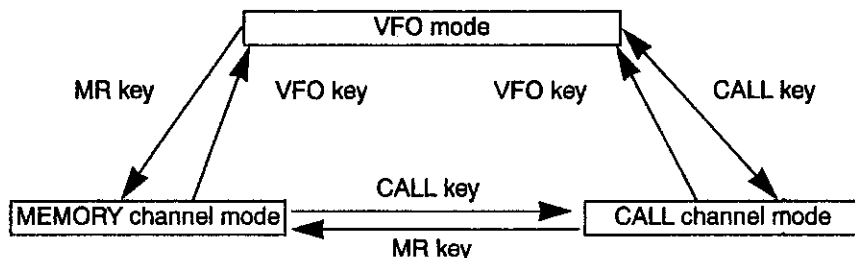 VFO mode
MR key
VFO key
VFO key
CALL key
CALL key
MEMORY channel mode
CALL channel mode
MR key